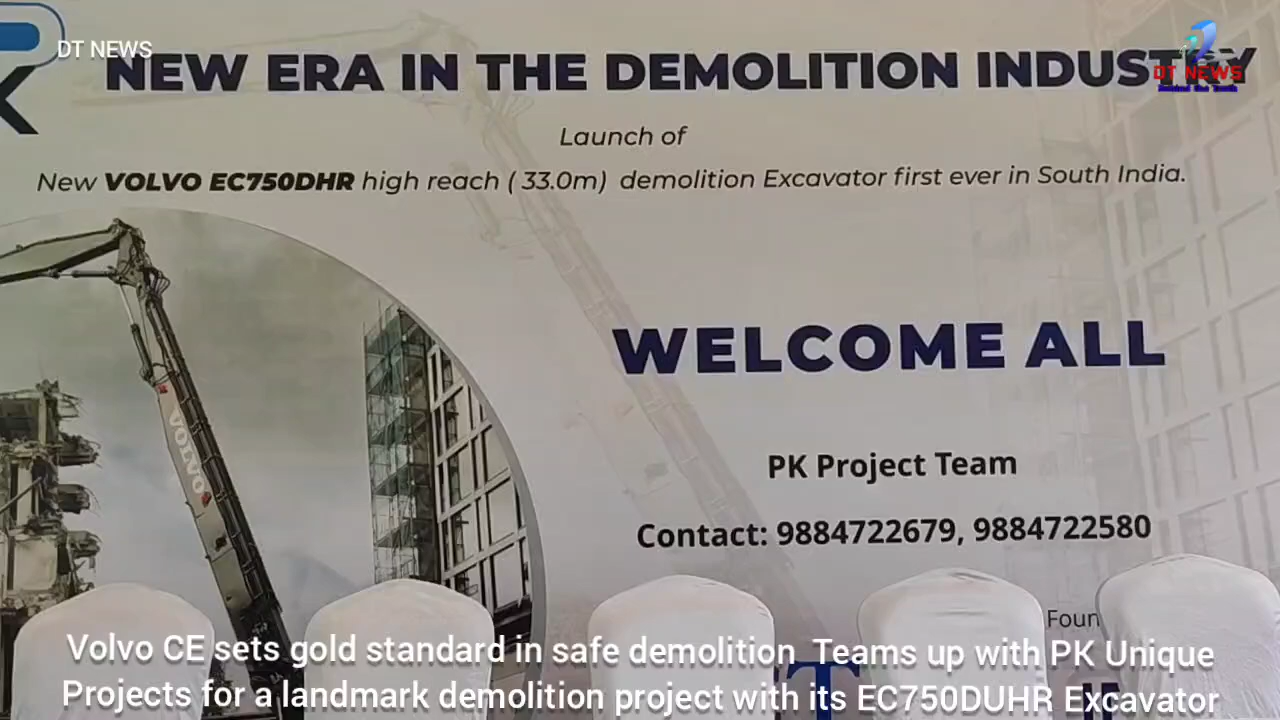 DT NEWS
K
NEW ERA IN THE DEMOLITION INDUSTRY
DT NEWS
Behind the Truth
Launch of
New VOLVO EC750DHR high reach ( 33.0m) demolition Excavator first ever in South India.
VOLVO
WELCOME ALL
PK Project Team
Contact: 9884722679, 9884722580
Foun
Volvo CE sets gold standard in safe demolition Teams up with PK Unique
Projects for a landmark demolition project with its EC750DUHR Excavator